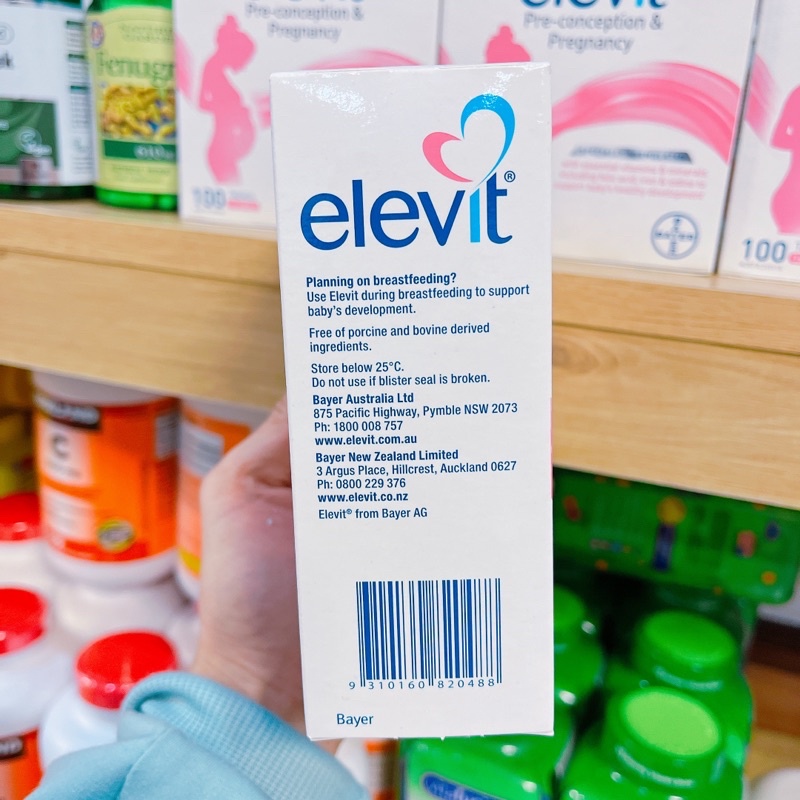 elevit
Pre-conception &
Pregnancy
elevit
Pre-conception &
Pregnancy
Fenugr
100
BAYER
100
elevit®
Planning on breastfeeding?
Use Elevit during breastfeeding to support
baby's development.
Free of porcine and bovine derived
ingredients.
Store below 25°C.
Do not use if blister seal is broken.
Bayer Australia Ltd
875 Pacific Highway, Pymble NSW 2073
Ph: 1800 008 757
www.elevit.com.au
Bayer New Zealand Limited
3 Argus Place, Hillcrest, Auckland 0627
Ph: 0800 229 376
www.elevit.co.nz
Elevit® from Bayer AG
9 310160 820488
Bayer
C